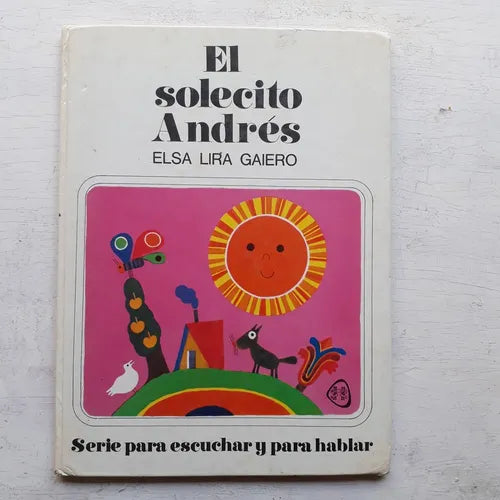 El
solecito
Andrés
ELSA LIRA GAIERO
Serie para escuchar y para hablar